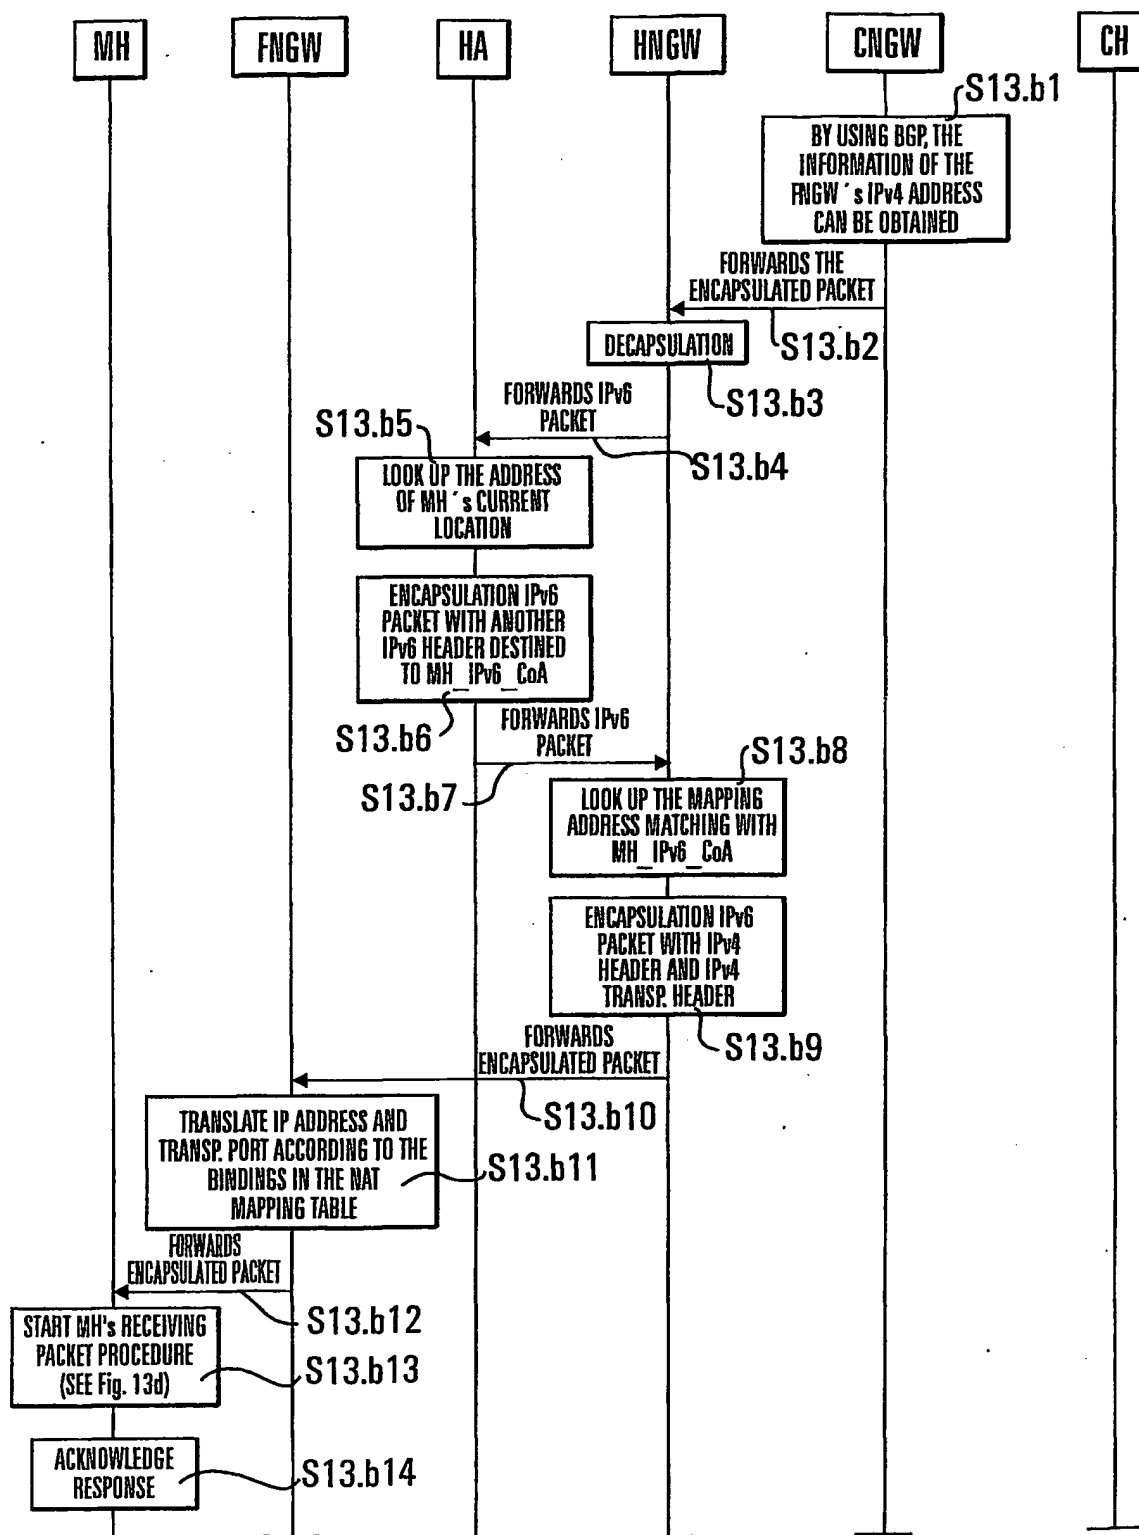 MH
FNGW
HA
HNGW
CNGW
CH
S13.b1
BY USING BGP, THE
INFORMATION OF THE
FNGW ´s IPv4 ADDRESS
CAN BE OBTAINED
FORWARDS THE
ENCAPSULATED PACKET
S13.b2
DECAPSULATION
S13.b3
FORWARDS IPv6
PACKET
S13.b4
S13.b5
LOOK UP THE ADDRESS
OF MH ´s CURRENT
LOCATION
ENCAPSULATION IPv6
PACKET WITH ANOTHER
IPv6 HEADER DESTINED
TO MH_IPv6_CoA
S13.b6
FORWARDS IPv6
PACKET
S13.b7
S13.b8
LOOK UP THE MAPPING
ADDRESS MATCHING WITH
MH_IPv6_CoA
ENCAPSULATION IPv6
PACKET WITH IPv4
HEADER AND IPv4
TRANSP. HEADER
S13.b9
FORWARDS
ENCAPSULATED PACKET
S13.b10
TRANSLATE IP ADDRESS AND
TRANSP. PORT ACCORDING TO THE
BINDINGS IN THE NAT
MAPPING TABLE
S13.b11
FORWARDS
ENCAPSULATED PACKET
S13.b12
START MH's RECEIVING
PACKET PROCEDURE
(SEE Fig. 13d)
S13.b13
ACKNOWLEDGE
RESPONSE
S13.b14